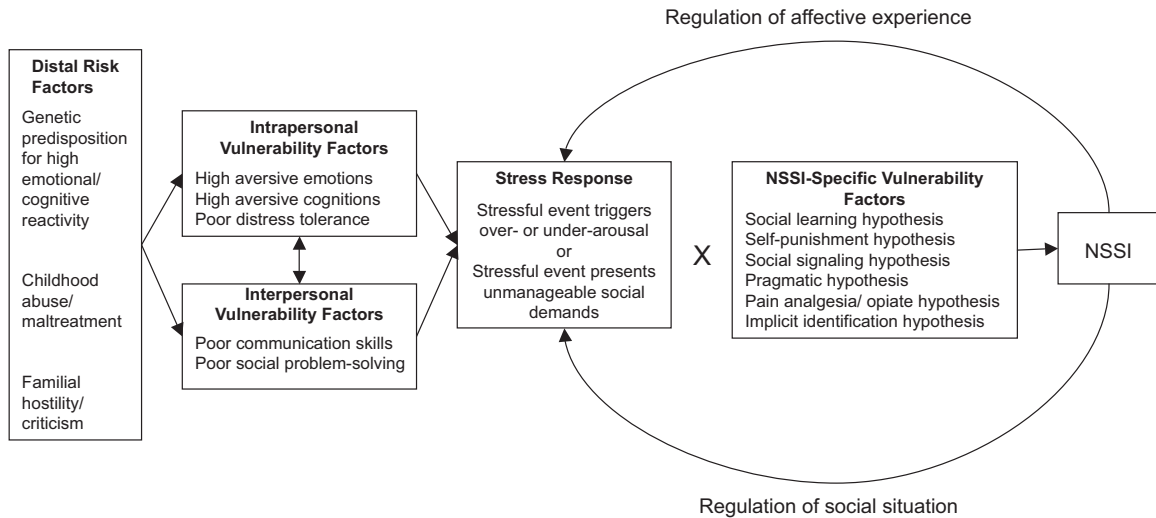 Regulation of affective experience
Distal Risk
Factors
Genetic
predisposition
for high
emotional/
cognitive
reactivity
Childhood
abuse/
maltreatment
Familial
hostility/
criticism
Intrapersonal
Vulnerability Factors
High aversive emotions
High aversive cognitions
Poor distress tolerance
Interpersonal
Vulnerability Factors
Poor communication skills
Poor social problem-solving
Stress Response
Stressful event triggers
over- or under-arousal
or
Stressful event presents
unmanageable social
demands
X
NSSI-Specific Vulnerability
Factors
Social learning hypothesis
Self-punishment hypothesis
Social signaling hypothesis
Pragmatic hypothesis
Pain analgesia/ opiate hypothesis
Implicit identification hypothesis
NSSI
Regulation of social situation